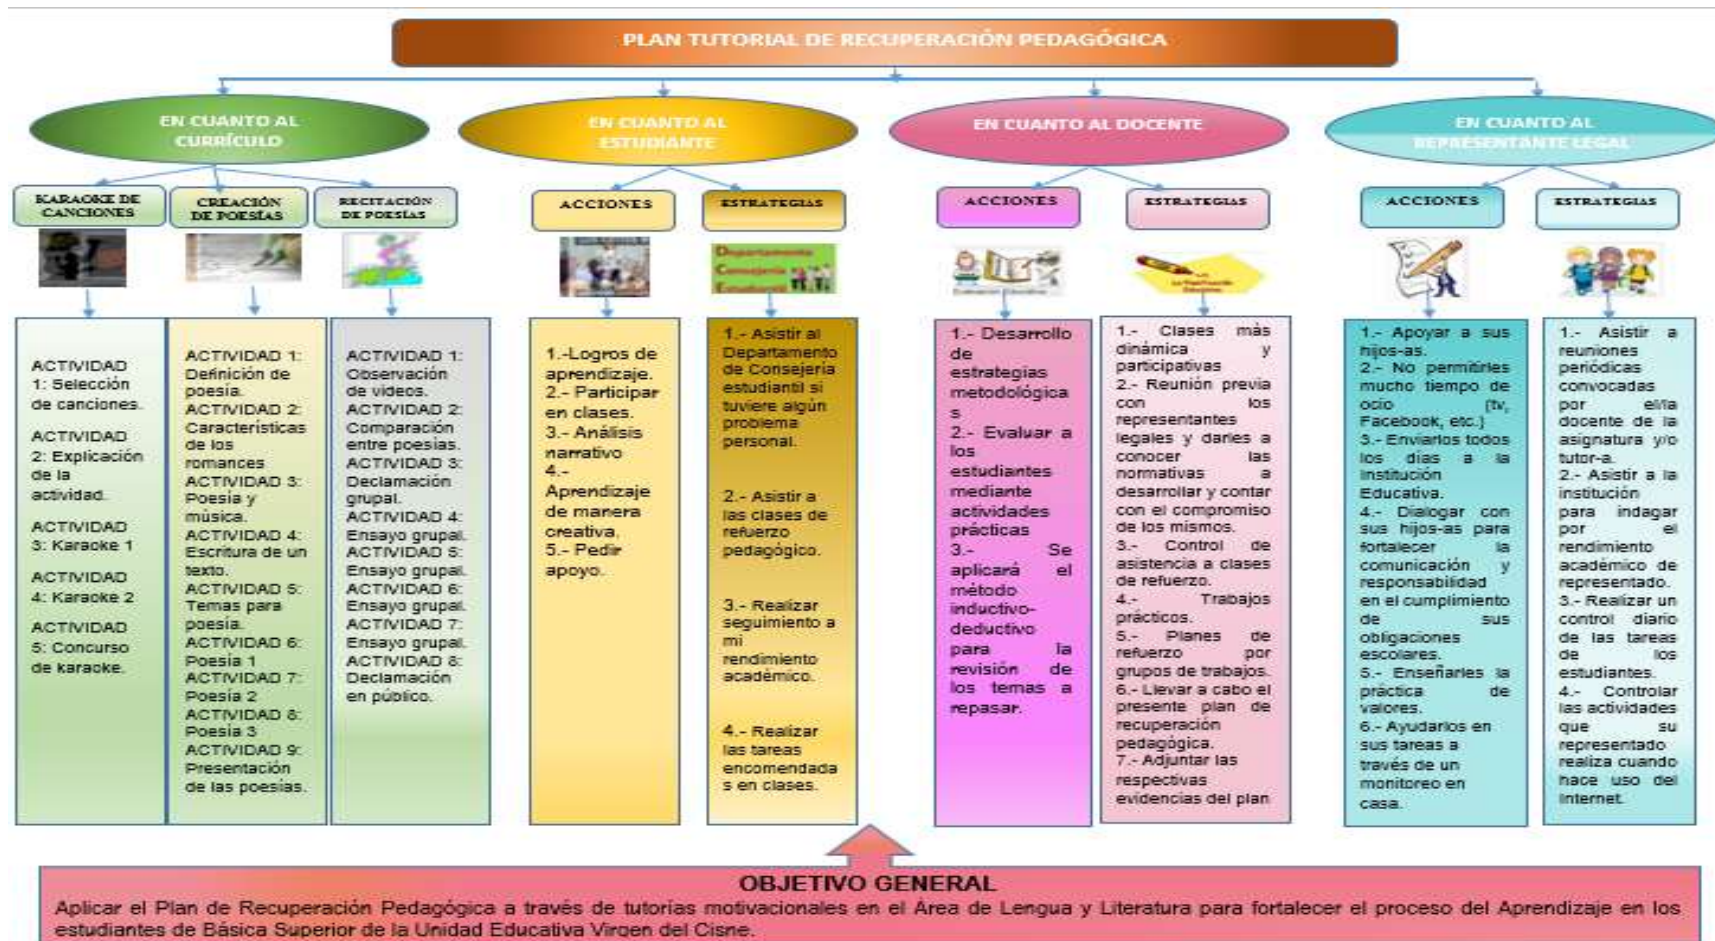 PLAN TUTORIAL DE RECUPERACIÓN PEDAGÓGICA
EN CUANTO AL
CURRÍCULO
EN CUANTO AL
ESTUDIANTE
EN CUANTO AL DOCENTE
EN CUANTO AL
REPRESENTANTE LEGAL
KARAOKE DE
CANCIONES
CREACIÓN
DE POESÍAS
RECITACIÓN
DE POESÍAS
ACCIONES
ESTRATEGIAS
ACCIONES
ESTRATEGIAS
ACCIONES
ESTRATEGIAS
Departamento
Consejería
Estudiantil
ACTIVIDAD
1: Selección
de canciones.
ACTIVIDAD
2: Explicación
de la
actividad.
ACTIVIDAD
3: Karaoke 1
ACTIVIDAD
4: Karaoke 2
ACTIVIDAD
5: Concurso
de karaoke.
ACTIVIDAD 1:
Definición de
poesía.
ACTIVIDAD 2:
Características
de los
romances
ACTIVIDAD 3:
Poesía y
música.
ACTIVIDAD 4:
Escritura de un
texto.
ACTIVIDAD 5:
Temas para
poesía.
ACTIVIDAD 6:
Poesía 1
ACTIVIDAD 7:
Poesía 2
ACTIVIDAD 8:
Poesía 3
ACTIVIDAD 9:
Presentación
de las poesías.
ACTIVIDAD 1:
Observación
de videos.
ACTIVIDAD 2:
Comparación
entre poesías.
ACTIVIDAD 3:
Declamación
grupal.
ACTIVIDAD 4:
Ensayo grupal.
ACTIVIDAD 5:
Ensayo grupal.
ACTIVIDAD 6:
Ensayo grupal.
ACTIVIDAD 7:
Ensayo grupal.
ACTIVIDAD 8:
Declamación
en público.
1.-Logros de
aprendizaje.
2.- Participar
en clases.
3.- Análisis
narrativo
4.-
Aprendizaje
de manera
creativa.
5.- Pedir
apoyo.
1.- Asistir al
Departamento
de Consejería
estudiantil si
tuviere algún
problema
personal.
2.- Asistir a
las clases de
refuerzo
pedagógico.
3.- Realizar
seguimiento a
mi
rendimiento
académico.
4.- Realizar
las tareas
encomendada
s en clases.
1.- Desarrollo
de
estrategias
metodológica
s
2.- Evaluar a
los
estudiantes
mediante
actividades
prácticas
3.- Se
aplicará el
método
inductivo-
deductivo
para la
revisión de
los temas a
repasar.
1.- Clases más
dinámica y
participativas
2.- Reunión previa
con los
representantes
legales y darles a
conocer las
normativas a
desarrollar y contar
con el compromiso
de los mismos.
3.- Control de
asistencia a clases
de refuerzo.
4.- Trabajos
prácticos.
5.- Planes de
refuerzo por
grupos de trabajos.
6.- Llevar a cabo el
presente plan de
recuperación
pedagógica.
7.- Adjuntar las
respectivas
evidencias del plan
1.- Apoyar a sus
hijos-as.
2.- No permitirles
mucho tiempo de
ocio (tv,
Facebook, etc.)
3.- Enviarlos todos
los días a la
Institución
Educativa.
4.- Dialogar con
sus hijos-as para
fortalecer la
comunicación y
responsabilidad
en el cumplimiento
de sus
obligaciones
escolares.
5.- Enseñarles la
práctica de
valores.
6.- Ayudarlos en
sus tareas a
través de un
monitoreo en
casa.
1.- Asistir a
reuniones
periódicas
convocadas
por el/la
docente de la
asignatura y/o
tutor-a.
2.- Asistir a la
institución
para indagar
por el
rendimiento
académico de
representado.
3.- Realizar un
control diario
de las tareas
de los
estudiantes.
4.- Controlar
las actividades
que su
representado
realiza cuando
hace uso del
Internet.
OBJETIVO GENERAL
Aplicar el Plan de Recuperación Pedagógica a través de tutorías motivacionales en el Área de Lengua y Literatura para fortalecer el proceso del Aprendizaje en los
estudiantes de Básica Superior de la Unidad Educativa Virgen del Cisne.